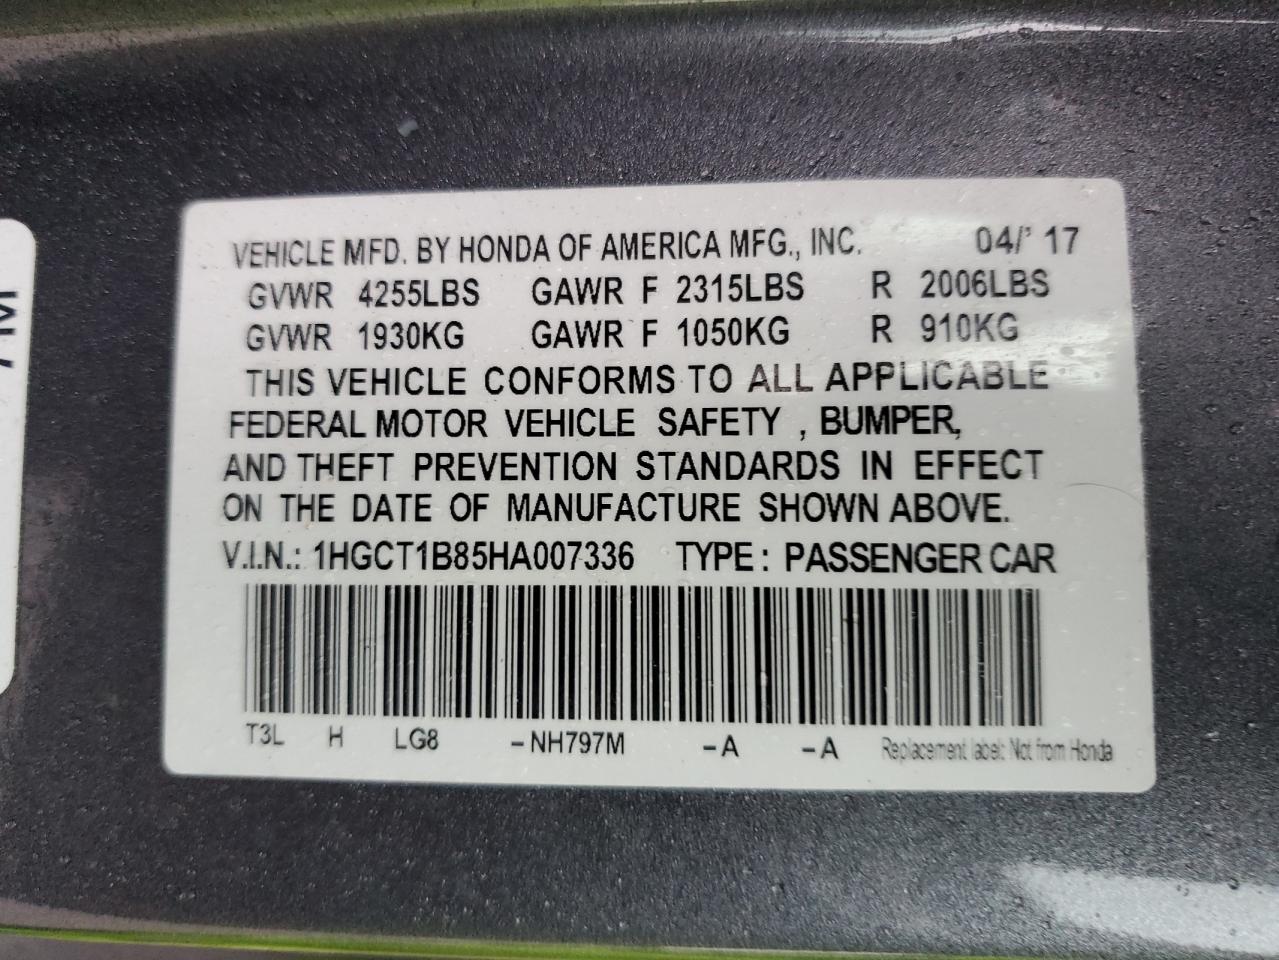 VEHICLE MFD. BY HONDA OF AMERICA MFG., INC. 04/' 17
GVWR 4255LBS GAWR F 2315LBS R 2006LBS
GVWR 1930KG GAWR F 1050KG R 910KG
THIS VEHICLE CONFORMS TO ALL APPLICABLE
FEDERAL MOTOR VEHICLE SAFETY , BUMPER,
AND THEFT PREVENTION STANDARDS IN EFFECT
ON THE DATE OF MANUFACTURE SHOWN ABOVE.
V.I.N.: 1HGCT1B85HA007336 TYPE: PASSENGER CAR
T3L H LG8 -NH797M -A -A Replacement label: Not from Honda